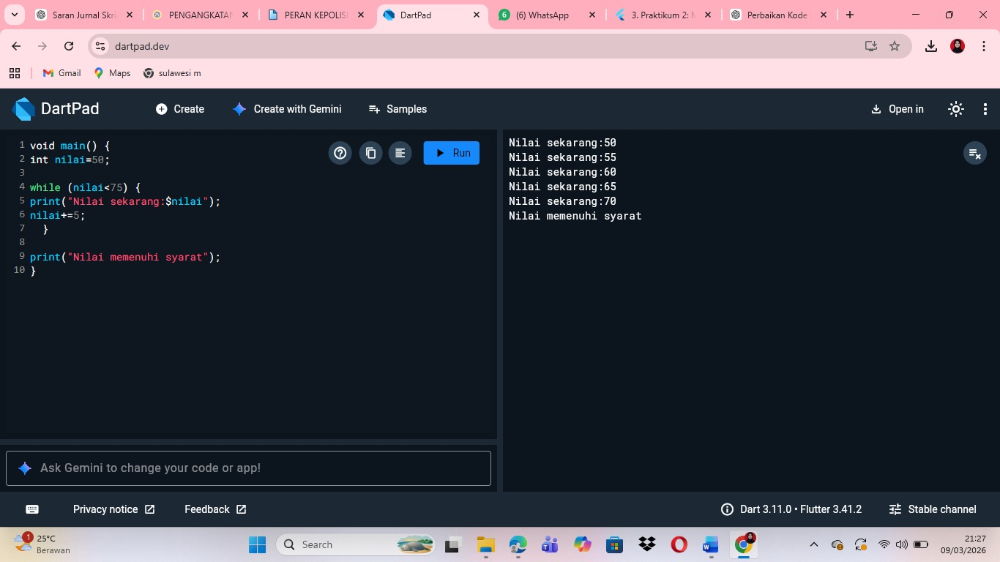 Saran Jurnal Skri
PENGANGKATA
PERAN KEPOLIS
DartPad
(6) WhatsApp
3. Praktikum 2: M
Perbaikan Kode
dartpad.dev
Gmail
Maps
sulawesi m
DartPad
Create
Create with Gemini
Samples
Open in
1 void main() {
2 int nilai=50;
3
4 while (nilai<75) {
5 print("Nilai sekarang:$nilai");
6 nilai+=5;
7 }
8
9 print("Nilai memenuhi syarat");
10 }
Run
Nilai sekarang:50
Nilai sekarang:55
Nilai sekarang:60
Nilai sekarang:65
Nilai sekarang:70
Nilai memenuhi syarat
Ask Gemini to change your code or app!
Privacy notice
Feedback
Dart 3.11.0 • Flutter 3.41.2
Stable channel
1
25°C
Berawan
Search
21:27
09/03/2026